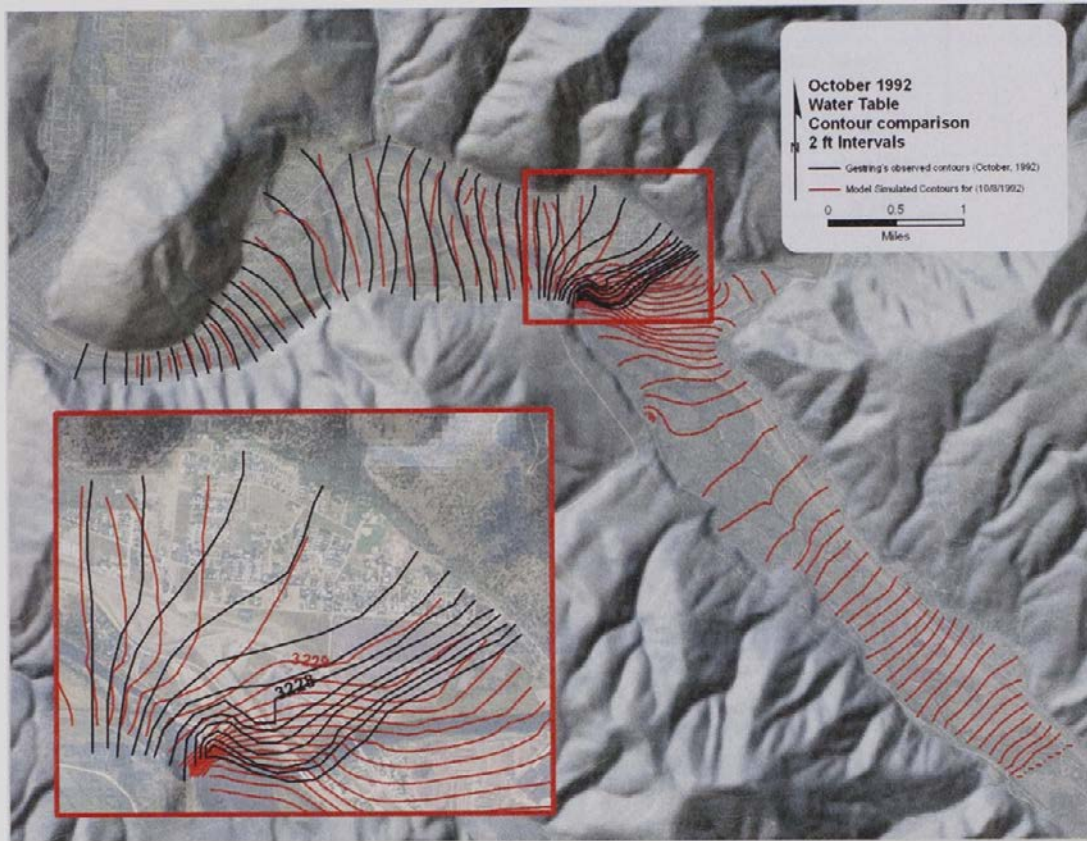 October 1992
Water Table
Contour comparison
2 ft Intervals
N
Gestring's observed contours (October, 1992)
Model Simulated Contours for (10/8/1992)
0 0.5 1
Miles
3229
3228